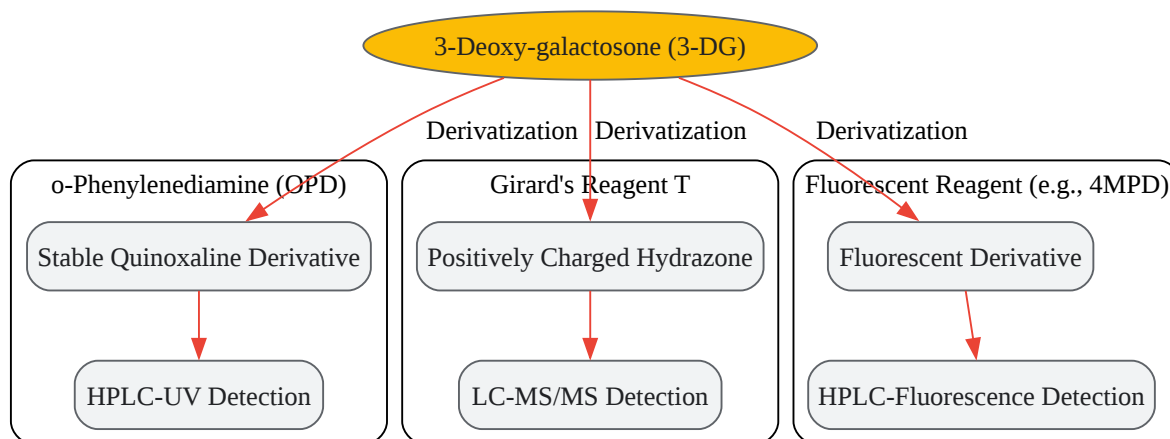 3-Deoxy-galactosone (3-DG)
Derivatization
Derivatization
Derivatization
o-Phenylenediamine (OPD)
Girard's Reagent T
Fluorescent Reagent (e.g., 4MPD)
Stable Quinoxaline Derivative
Positively Charged Hydrazone
Fluorescent Derivative
HPLC-UV Detection
LC-MS/MS Detection
HPLC-Fluorescence Detection